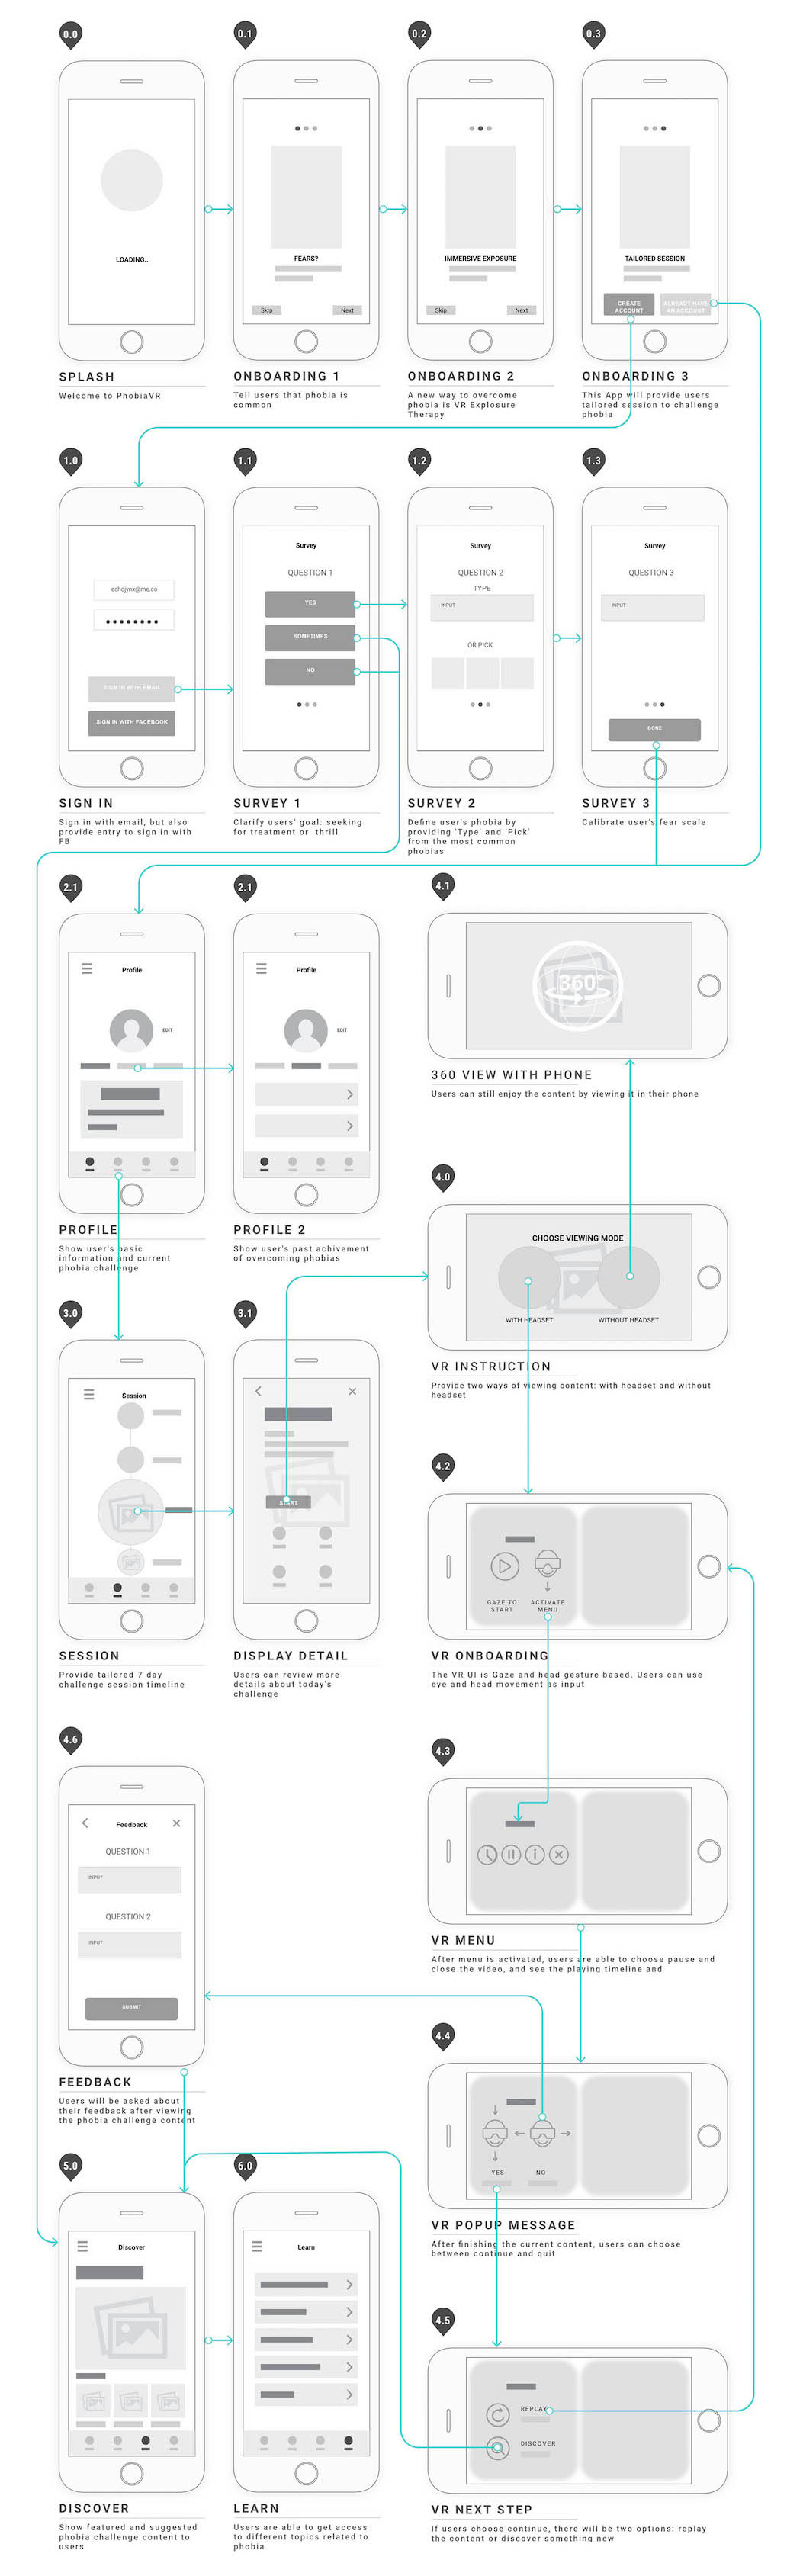 0.0
0.1
0.2
0.3
LOADING..
FEARS?
Skip
Next
IMMERSIVE EXPOSURE
Skip
Next
TAILORED SESSION
CREATE
ACCOUNT
ALREADY HAVE
AN ACCOUNT
SPLASH
Welcome to PhobiaVR
ONBOARDING 1
Tell users that phobia is
common
ONBOARDING 2
A new way to overcome
phobia is VR Explosure
Therapy
ONBOARDING 3
This App will provide users
tailored session to challenge
phobia
1.0
1.1
1.2
1.3
echojynx@me.co
SIGN IN WITH EMAIL
SIGN IN WITH FACEBOOK
Survey
QUESTION 1
YES
SOMETIMES
NO
Survey
QUESTION 2
TYPE
INPUT
OR PICK
Survey
QUESTION 3
INPUT
DONE
SIGN IN
Sign in with email, but also
provide entry to sign in with
FB
SURVEY 1
Clarify users' goal: seeking
for treatment or thrill
SURVEY 2
Define user's phobia by
providing 'Type' and 'Pick'
from the most common
phobias
SURVEY 3
Calibrate user's fear scale
2.1
2.1
4.1
Profile
EDIT
Profile
EDIT
360°
360 VIEW WITH PHONE
Users can still enjoy the content by viewing it in their phone
PROFILE
Show user's basic
information and current
phobia challenge
PROFILE 2
Show user's past achivement
of overcoming phobias
4.0
CHOOSE VIEWING MODE
WITH HEADSET
WITHOUT HEADSET
VR INSTRUCTION
Provide two ways of viewing content: with headset and without
headset
3.0
3.1
Session
START
SESSION
Provide tailored 7 day
challenge session timeline
DISPLAY DETAIL
Users can review more
details about today's
challenge
4.2
GAZE TO
START
ACTIVATE
MENU
VR ONBOARDING
The VR UI is Gaze and head gesture based. Users can use
eye and head movement as input
4.6
Feedback
QUESTION 1
INPUT
QUESTION 2
INPUT
SUBMIT
FEEDBACK
Users will be asked about
their feedback after viewing
the phobia challenge content
4.3
VR MENU
After menu is activated, users are able to choose pause and
close the video, and see the playing timeline and
4.4
YES
NO
VR POPUP MESSAGE
After finishing the current content, users can choose
between continue and quit
5.0
6.0
Discover
Learn
DISCOVER
Show featured and suggested
phobia challenge content to
users
LEARN
Users are able to get access
to different topics related to
phobia
4.5
REPLAY
DISCOVER
VR NEXT STEP
If users choose continue, there will be two options: replay
the content or discover something new